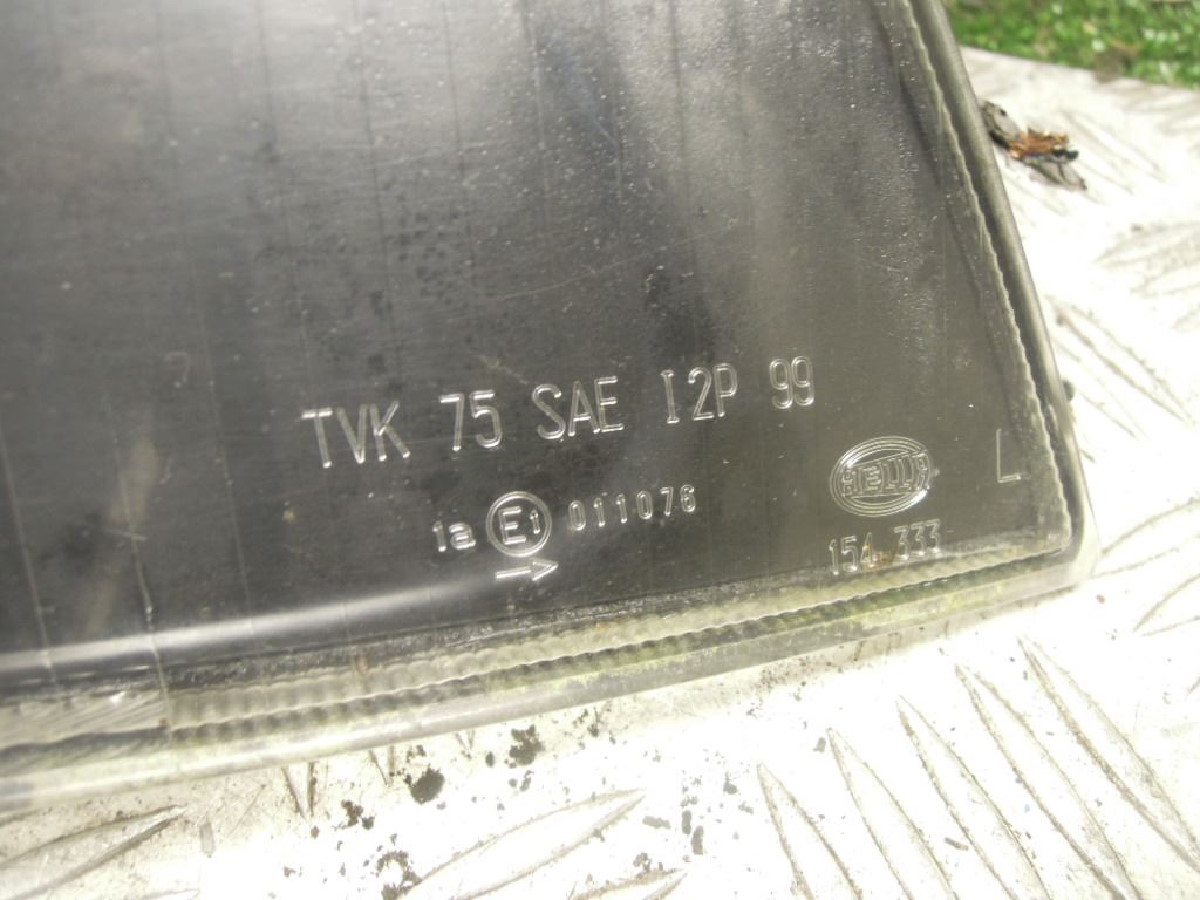 TVK 75 SAE I2P 99
1a E1 011076
HELLA
L
154 333